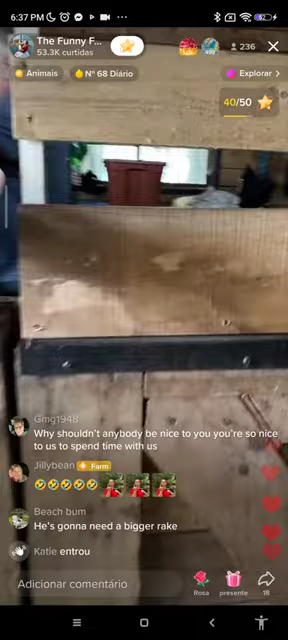 6:37 PM
The Funny F...
53.3K curtidas
236
Animais
Nº 68 Diário
Explorar >
40/50
Gmg1948
Why shouldn't anybody be nice to you you're so nice
to us to spend time with us
Jillybean Farm
🤣🤣🤣🤣🤣
Beach bum
He's gonna need a bigger rake
Katie entrou
Adicionar comentário
Rosa
presente
18